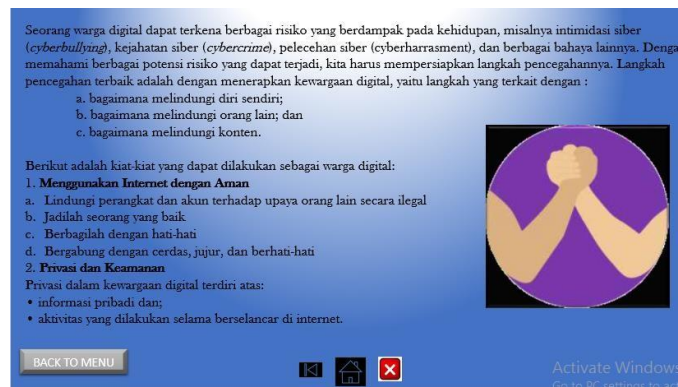 Seorang warga digital dapat terkena berbagai risiko yang berdampak pada kehidupan, misalnya intimidasi siber
(cyberbullying), kejahatan siber (cybercrime), pelecehan siber (cyberharrasment), dan berbagai bahaya lainnya. Denga
memahami berbagai potensi risiko yang dapat terjadi, kita harus mempersiapkan langkah pencegahannya. Langkah
pencegahan terbaik adalah dengan menerapkan kewargaan digital, yaitu langkah yang terkait dengan :
a. bagaimana melindungi diri sendiri;
b. bagaimana melindungi orang lain; dan
c. bagaimana melindungi konten.
Berikut adalah kiat-kiat yang dapat dilakukan sebagai warga digital:
1. Menggunakan Internet dengan Aman
a. Lindungi perangkat dan akun terhadap upaya orang lain secara ilegal
b. Jadilah seorang yang baik
c. Berbagilah dengan hati-hati
d. Bergabung dengan cerdas, jujur, dan berhati-hati
2. Privasi dan Keamanan
Privasi dalam kewargaan digital terdiri atas:
• informasi pribadi dan;
• aktivitas yang dilakukan selama berselancar di internet.
BACK TO MENU
Activate Windows
Go to PC settings to ac